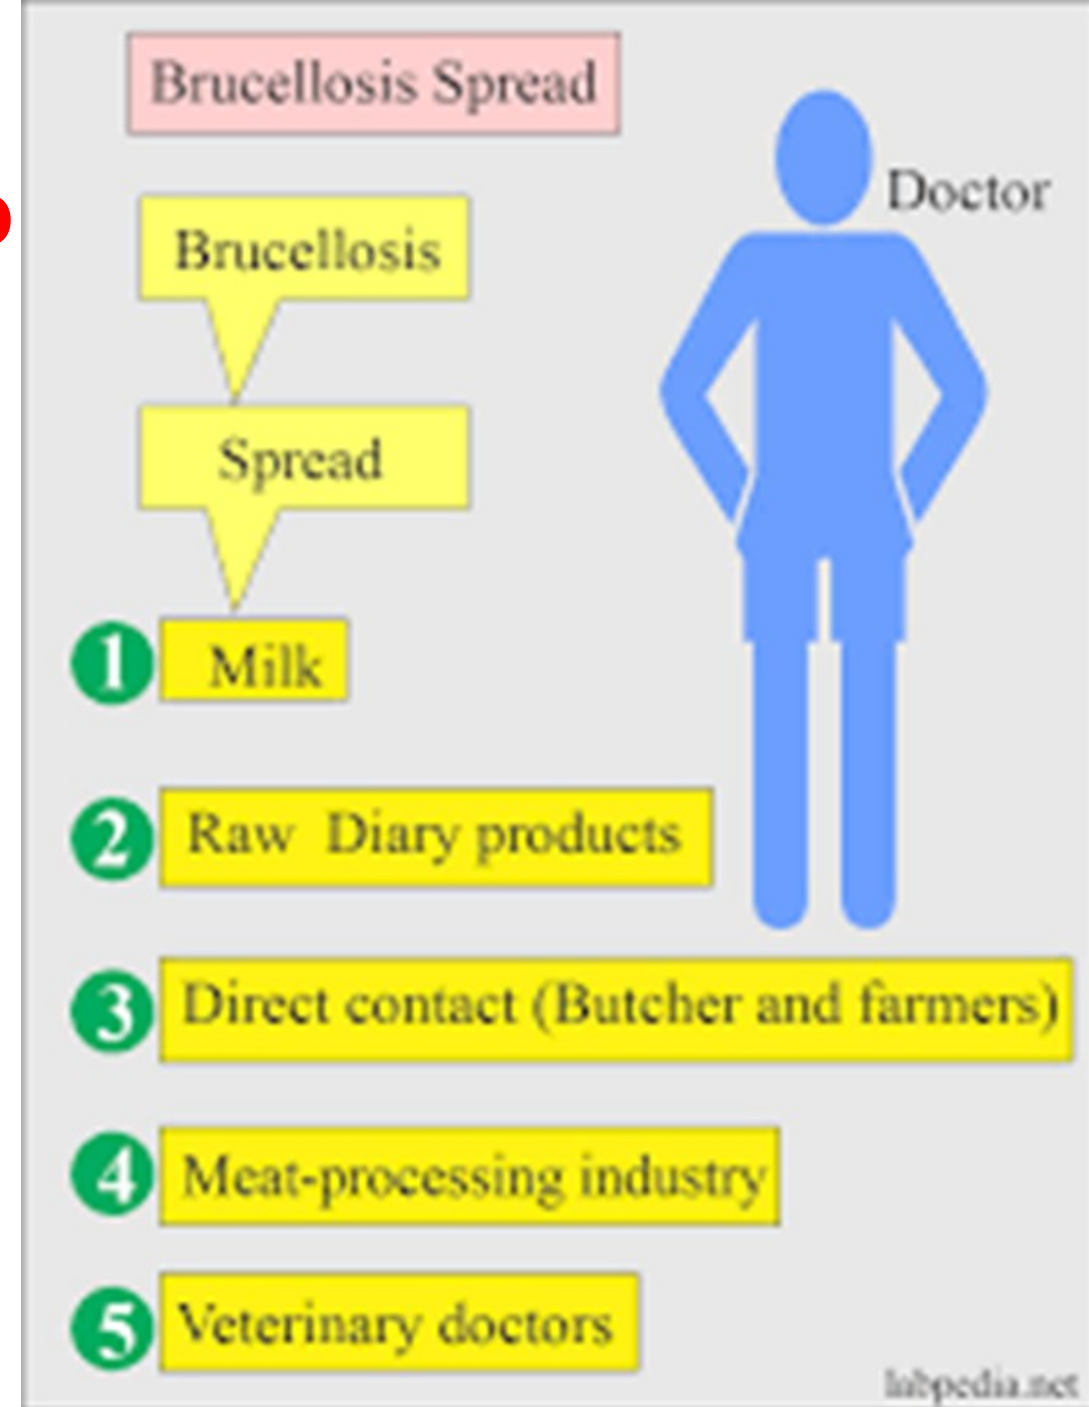 Brucellosis Spread
Doctor
Brucellosis
Spread
1 Milk
2 Raw Diary products
3 Direct contact (Butcher and farmers)
4 Meat-processing industry
5 Veterinary doctors
labpedia.net